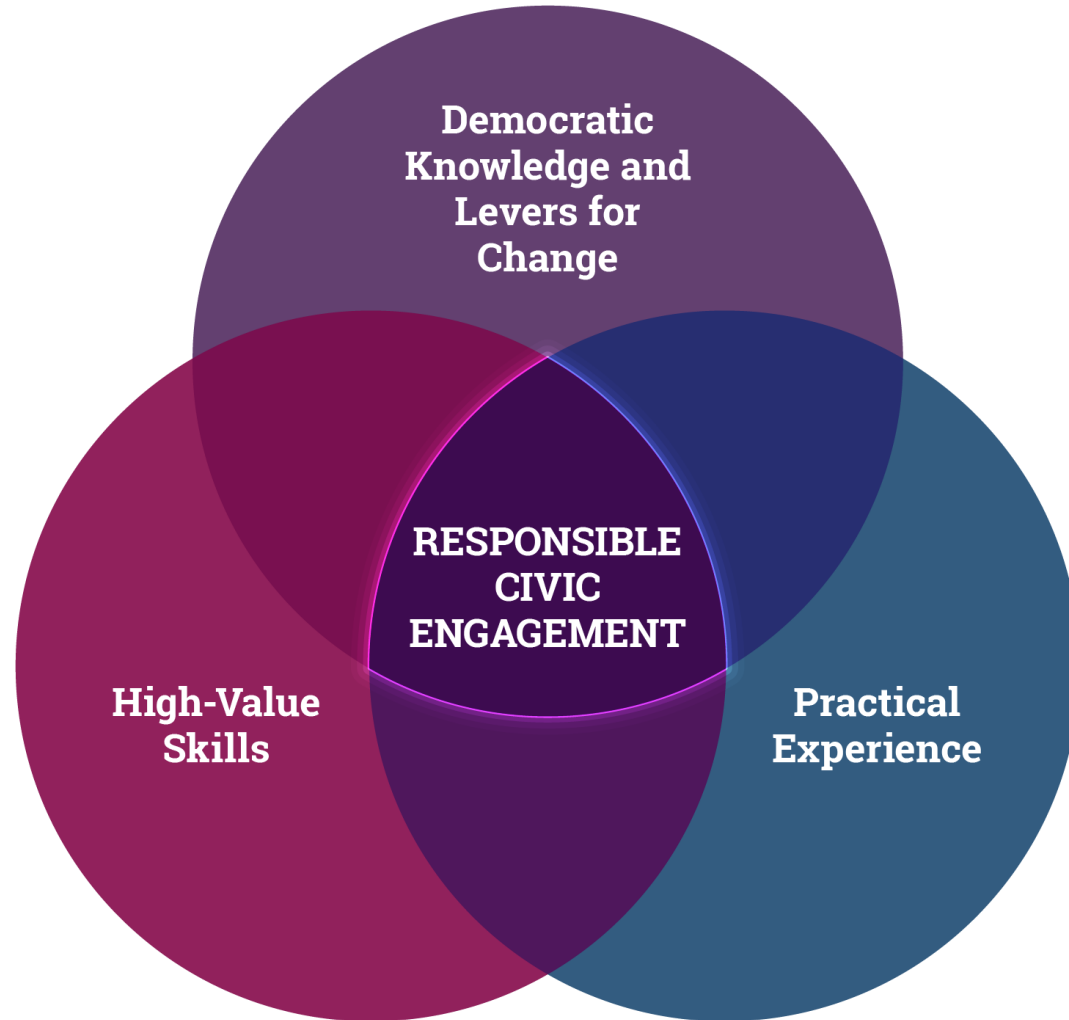 Democratic
Knowledge and
Levers for
Change
RESPONSIBLE
CIVIC
ENGAGEMENT
High-Value
Skills
Practical
Experience